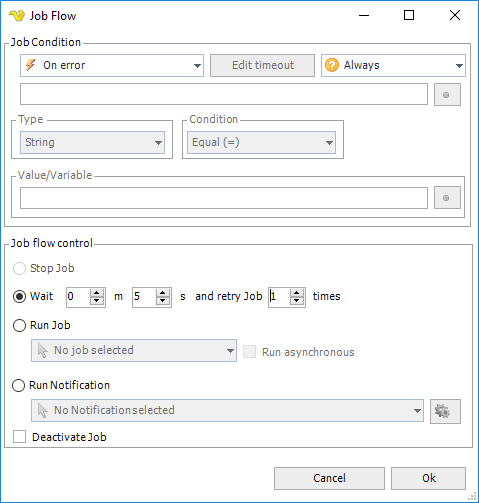 Job Flow
Job Condition
On error
Edit timeout
Always
Type
Condition
String
Equal (=)
Value/Variable
Job flow control
Stop Job
Wait 0 m 5 s and retry Job 1 times
Run Job
No job selected
Run asynchronous
Run Notification
No Notification selected
Deactivate Job
Cancel
Ok